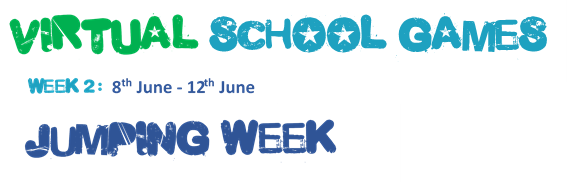 VIRTUAL SCHOOL GAMES
WEEK 2: 8th June - 12th June
JUMPING WEEK